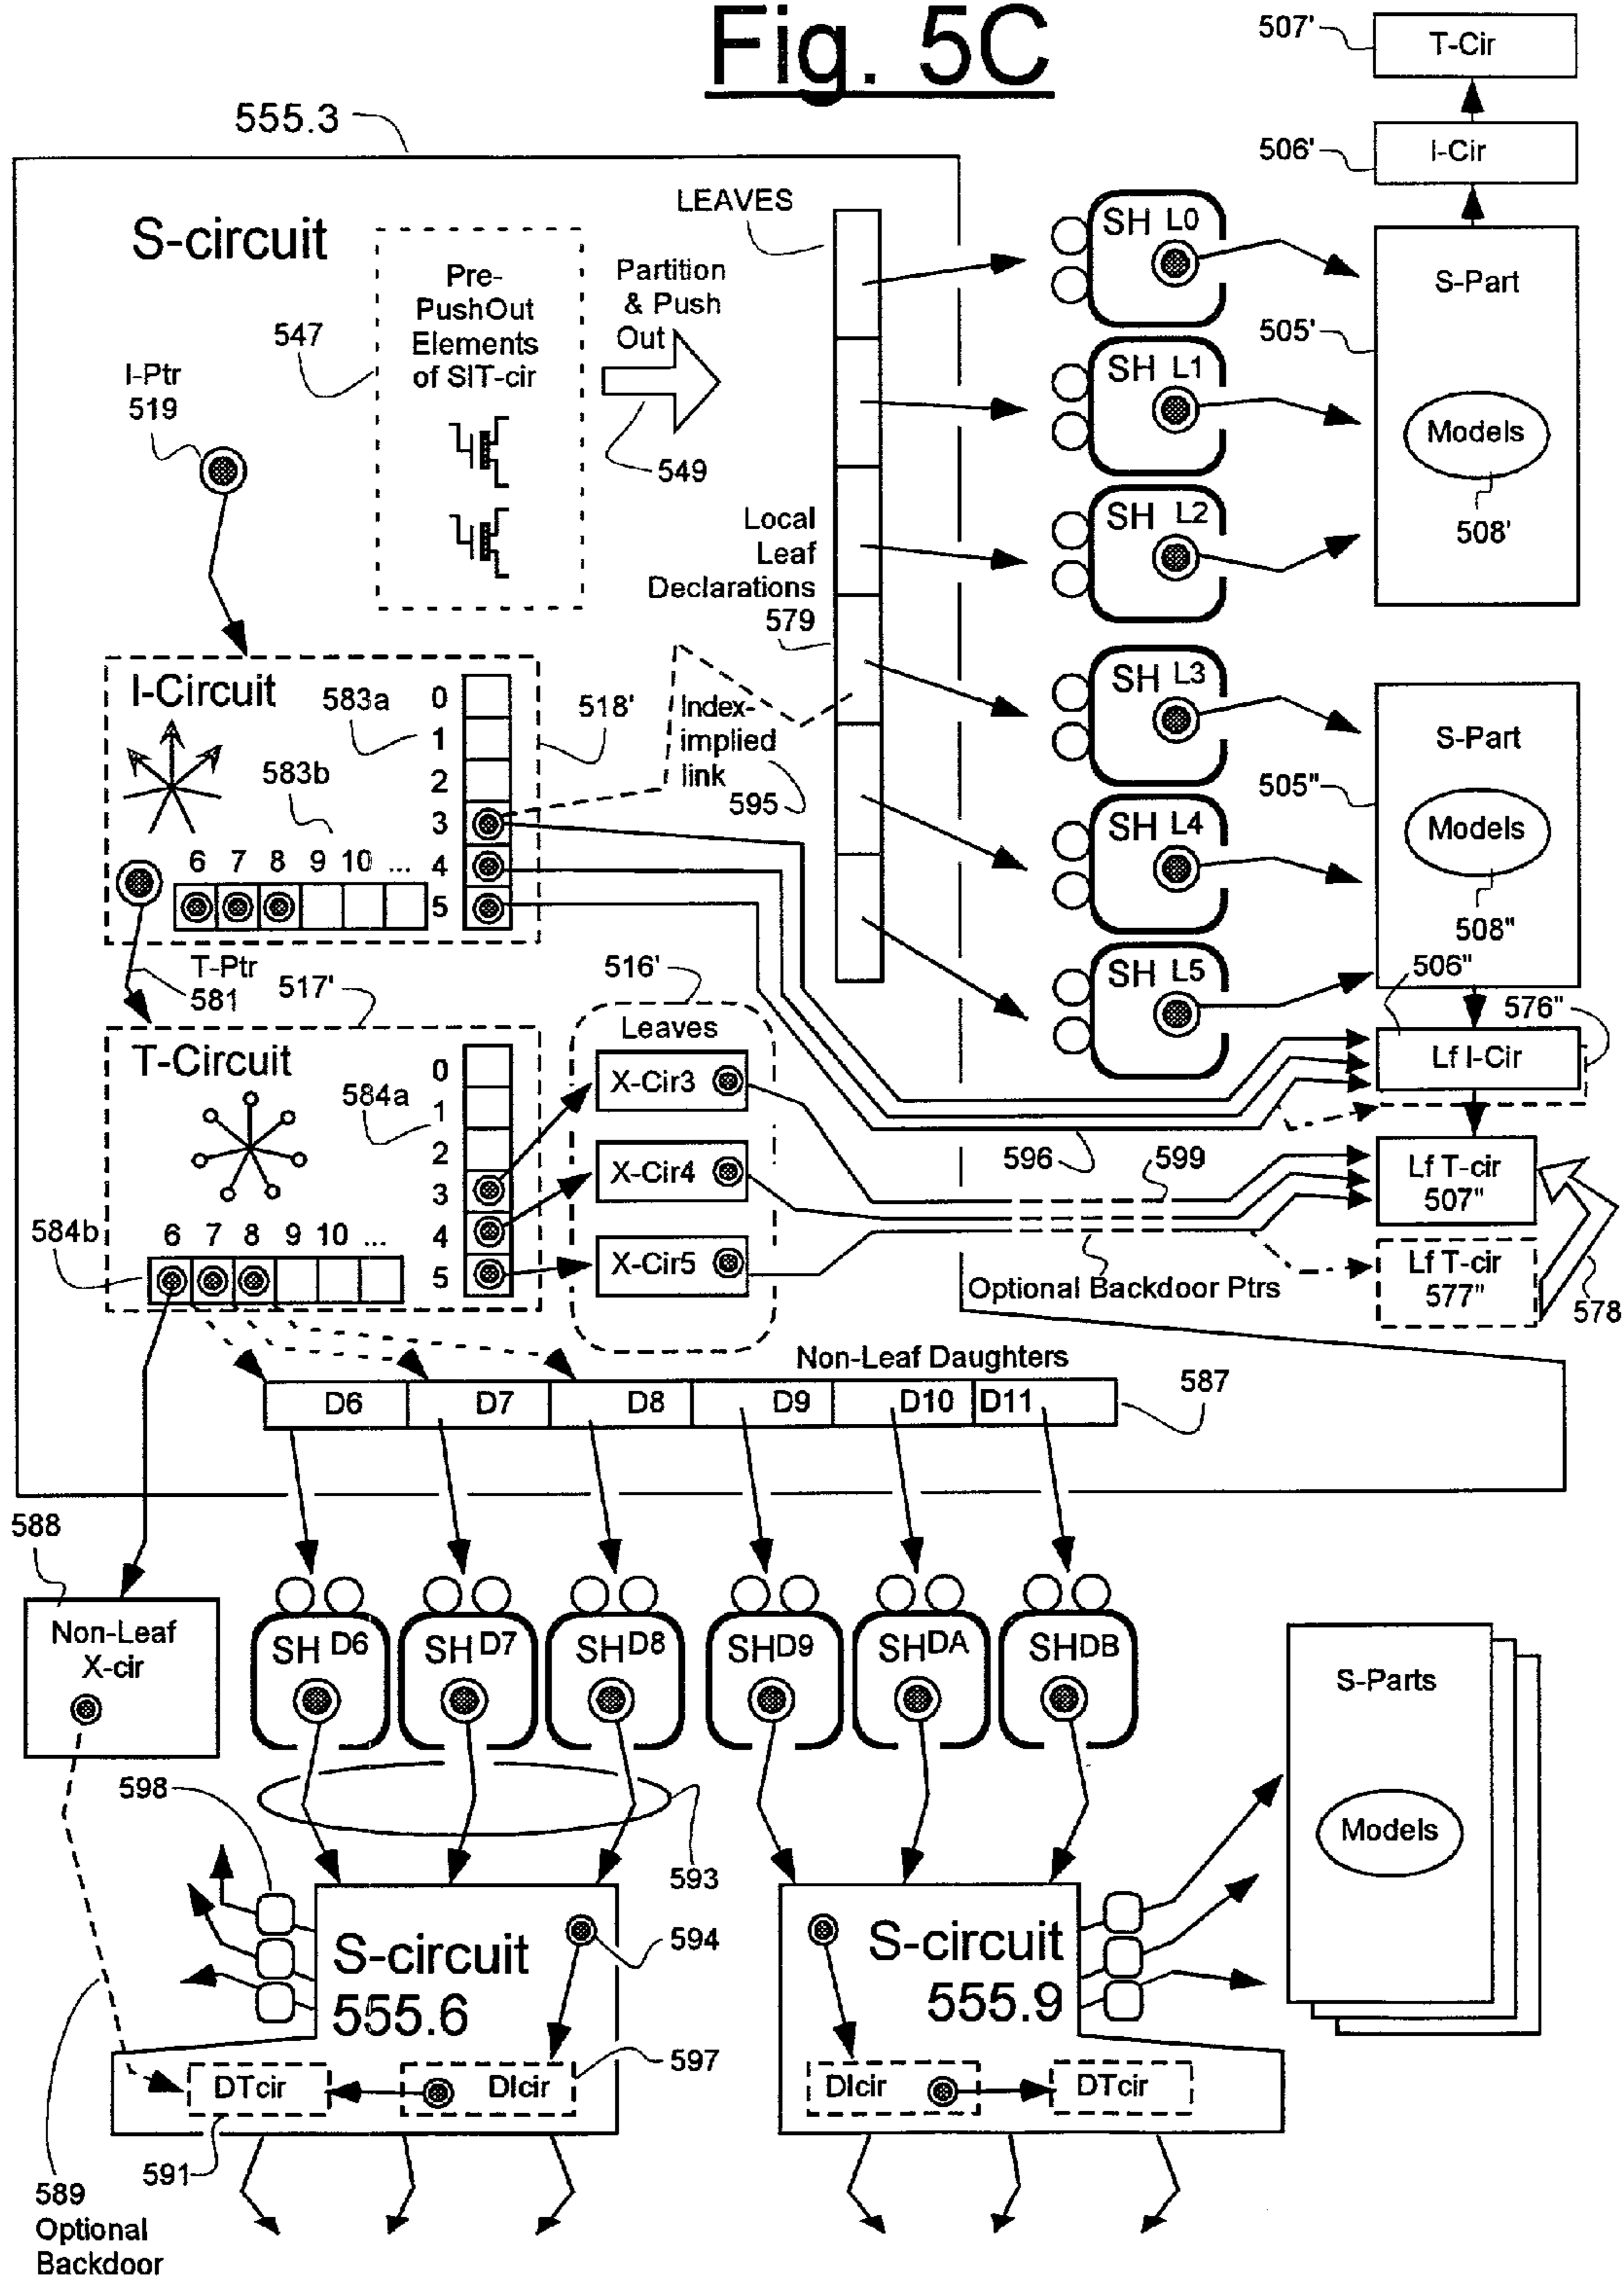 Fig. 5C
507'
T-Cir
555.3
506'
I-Cir
LEAVES
SH L0
S-circuit
Pre-
PushOut
Elements
of SIT-cir
Partition
& Push
Out
S-Part
547
505'
I-Ptr
519
SH L1
Models
549
508'
Local
Leaf
Declarations
579
SH L2
I-Circuit
583a
0
1
2
3
4
5
518'
Index-
implied
link
595
SH L3
S-Part
583b
505"
Models
SH L4
6 7 8 9 10 ...
508"
T-Ptr
581
517'
516'
SH L5
506"
576"
T-Circuit
Leaves
Lf I-Cir
584a
0
1
2
3
4
5
X-Cir3
X-Cir4
X-Cir5
596
599
Lf T-cir
507"
584b
6 7 8 9 10 ...
Optional Backdoor Ptrs
Lf T-cir
577"
578
Non-Leaf Daughters
D6 D7 D8 D9 D10 D11
587
588
Non-Leaf
X-cir
SH D6
SH D7
SH D8
SH D9
SH DA
SH DB
S-Parts
Models
598
593
S-circuit
555.6
594
S-circuit
555.9
597
DTcir
DIcir
DIcir
DTcir
591
589
Optional
Backdoor